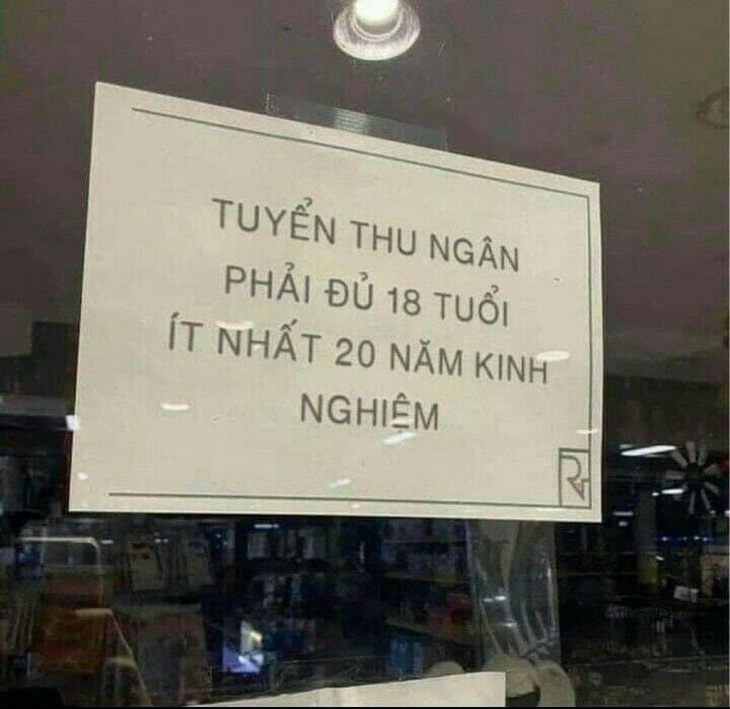 TUYỂN THU NGÂN
PHẢI ĐỦ 18 TUỔI
ÍT NHẤT 20 NĂM KINH
NGHIỆM